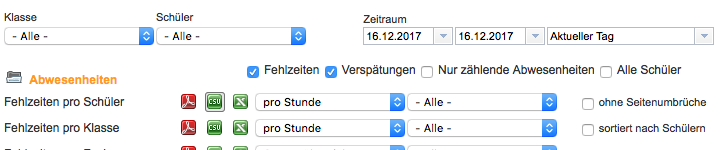 Klasse Schüler Zeitraum
- Alle - - Alle - 16.12.2017 16.12.2017 Aktueller Tag
Abwesenheiten Fehlzeiten Verspätungen Nur zählende Abwesenheiten Alle Schüler
Fehlzeiten pro Schüler CSV X pro Stunde - Alle - ohne Seitenumbrüche
Fehlzeiten pro Klasse CSV X pro Stunde - Alle - sortiert nach Schülern